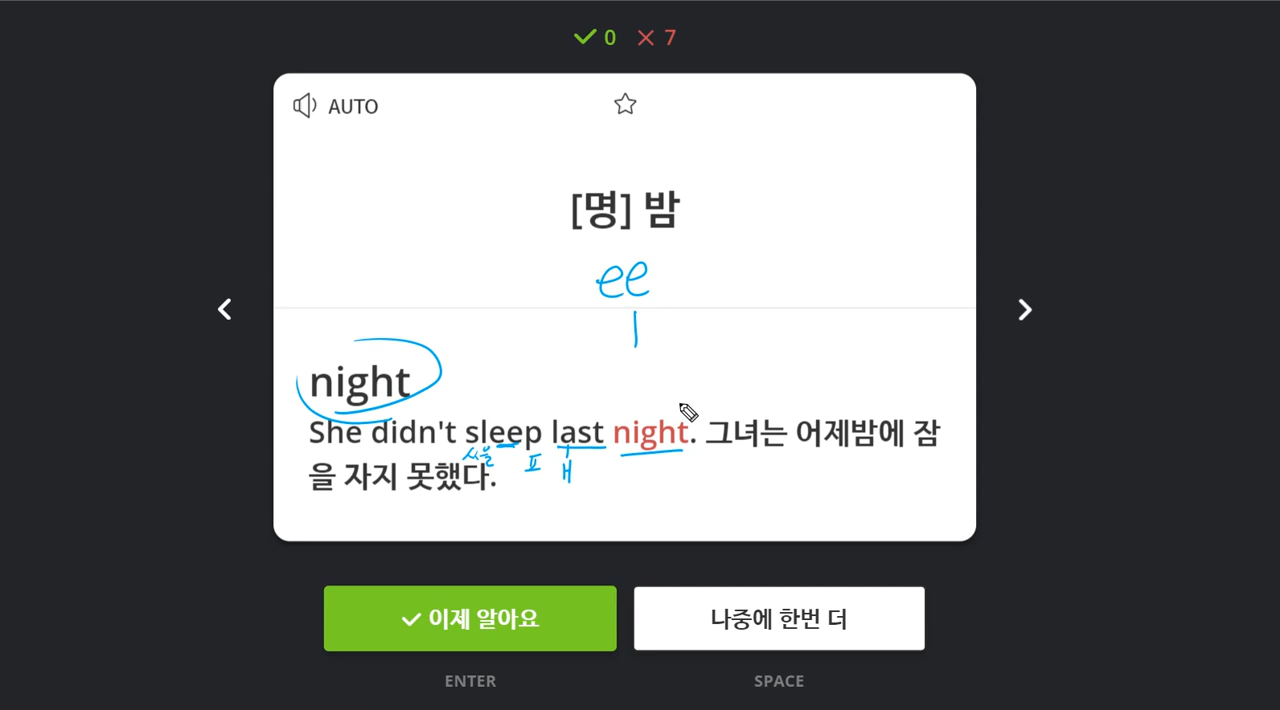 0 7
AUTO
[명] 밤
ee
ㅣ
night
She didn't sleep last night. 그녀는 어제밤에 잠
ㅍ ㅐ
을 자지 못했다.
이제 알아요 나중에 한번 더
ENTER SPACE